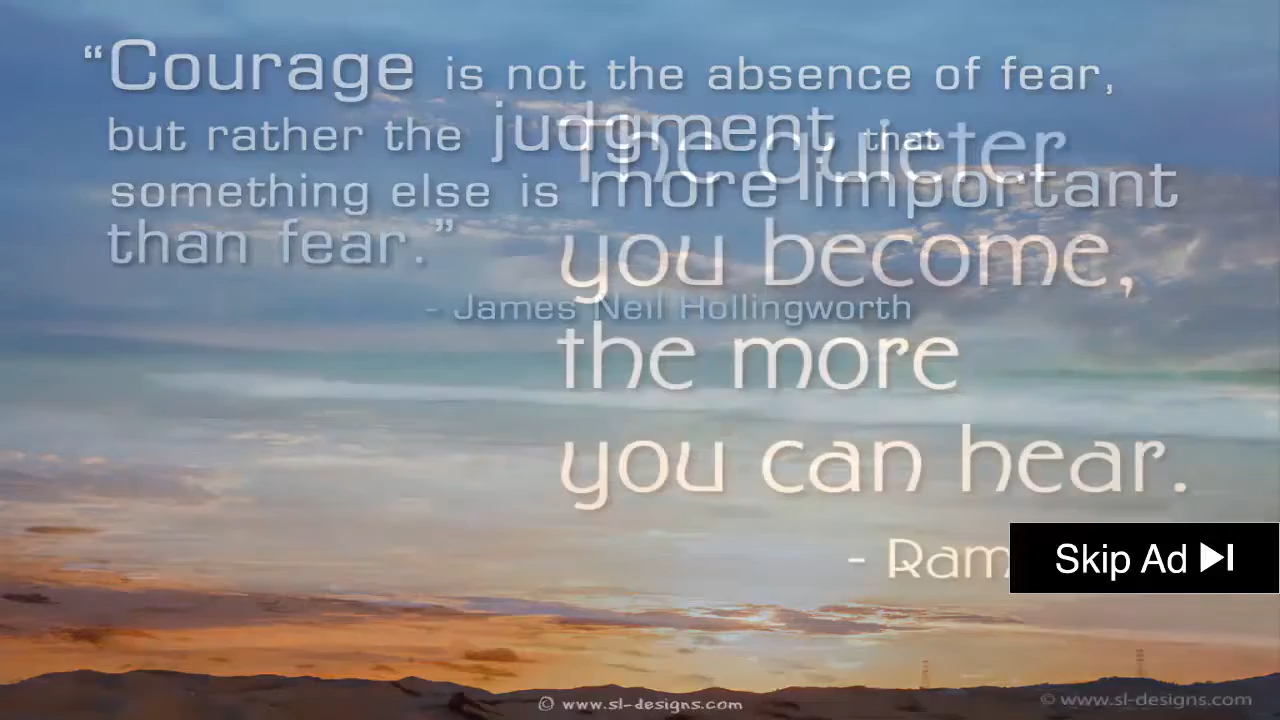 “Courage is not the absence of fear,
but rather the judgment that
something else is more important
than fear.”
- James Neil Hollingworth
The quieter
you become,
the more
you can hear.
-
Skip Ad
© www.sl-designs.com
© www.sl-designs.com